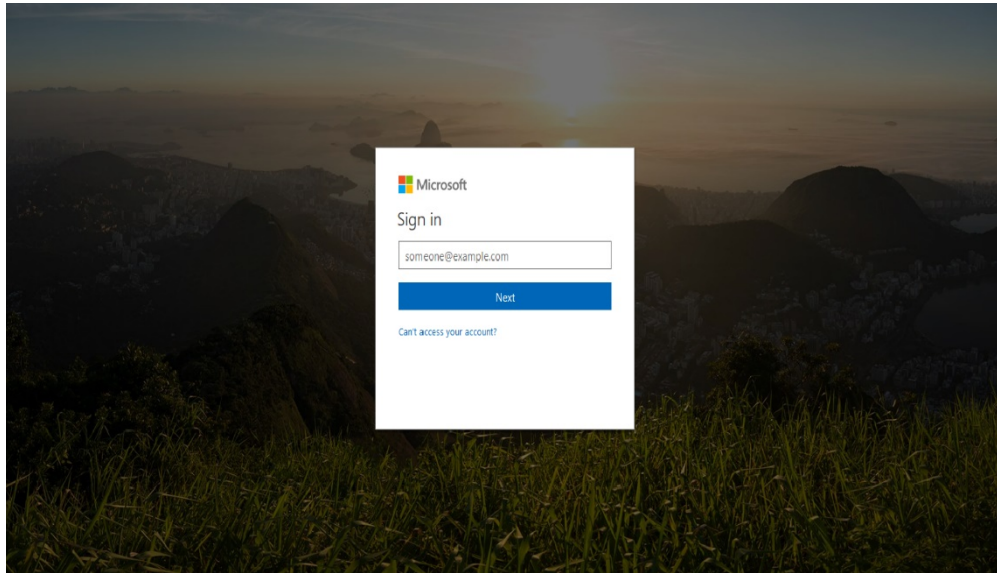 Microsoft
Sign in
someone@example.com
Next
Can't access your account?